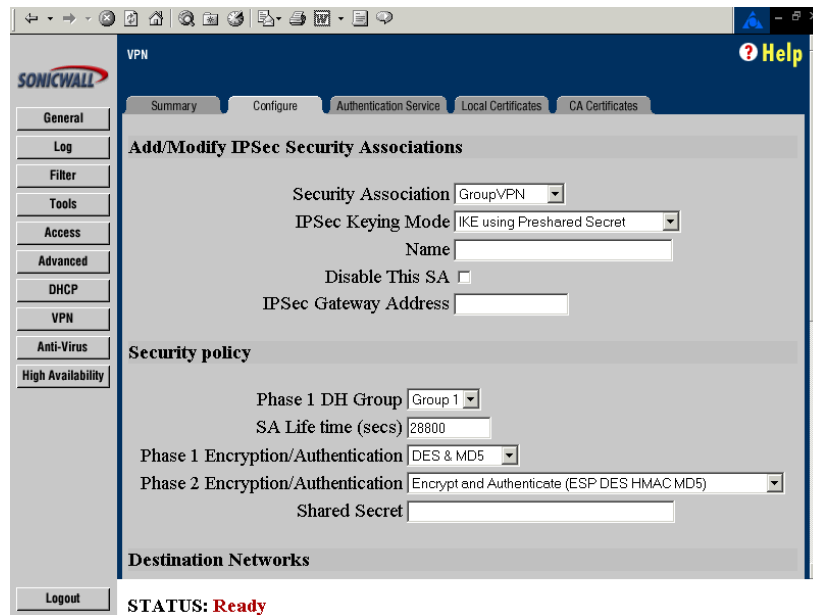 VPN
Help
SONICWALL
Summary Configure Authentication Service Local Certificates CA Certificates
General
Log
Filter
Tools
Access
Advanced
DHCP
VPN
Anti-Virus
High Availability
Logout
Add/Modify IPSec Security Associations
Security Association GroupVPN
IPSec Keying Mode IKE using Preshared Secret
Name
Disable This SA
IPSec Gateway Address
Security policy
Phase 1 DH Group Group 1
SA Life time (secs) 28800
Phase 1 Encryption/Authentication DES & MD5
Phase 2 Encryption/Authentication Encrypt and Authenticate (ESP DES HMAC MD5)
Shared Secret
Destination Networks
STATUS: Ready